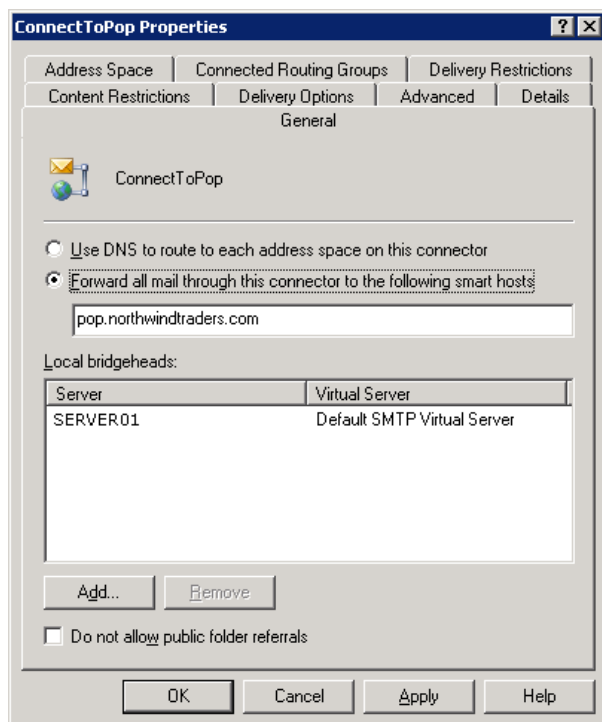 ConnectToPop Properties
Address Space Connected Routing Groups Delivery Restrictions
Content Restrictions Delivery Options Advanced Details
General
ConnectToPop
Use DNS to route to each address space on this connector
Forward all mail through this connector to the following smart hosts
pop.northwindtraders.com
Local bridgeheads:
Server Virtual Server
SERVER01 Default SMTP Virtual Server
Add... Remove
Do not allow public folder referrals
OK Cancel Apply Help